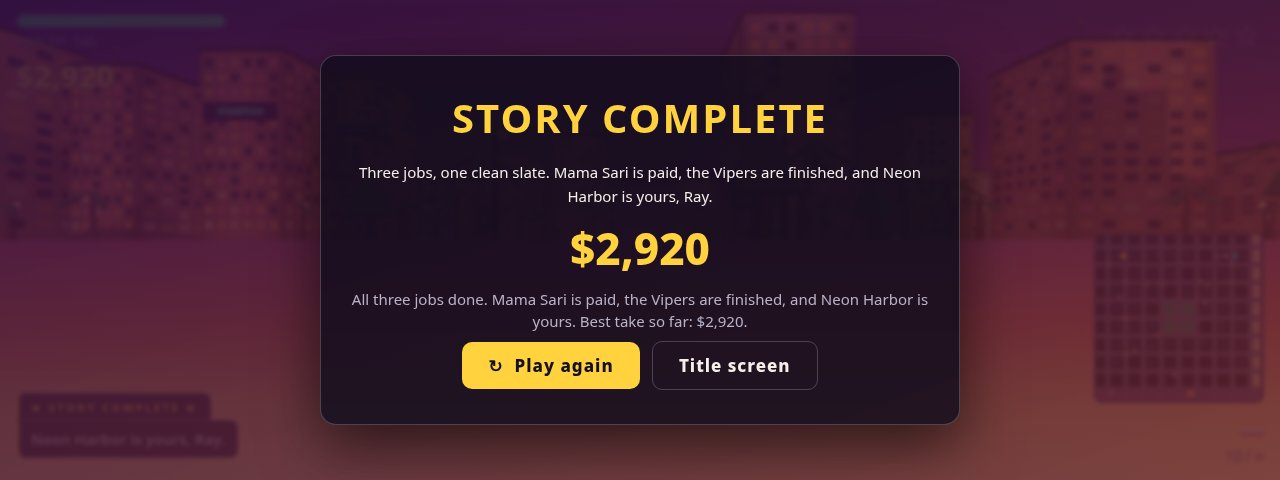 $2,920
STORY COMPLETE
Three jobs, one clean slate. Mama Sari is paid, the Vipers are finished, and Neon
Harbor is yours, Ray.
$2,920
All three jobs done. Mama Sari is paid, the Vipers are finished, and Neon Harbor is
yours. Best take so far: $2,920.
↻ Play again
Title screen
★ STORY COMPLETE ★
Neon Harbor is yours, Ray.